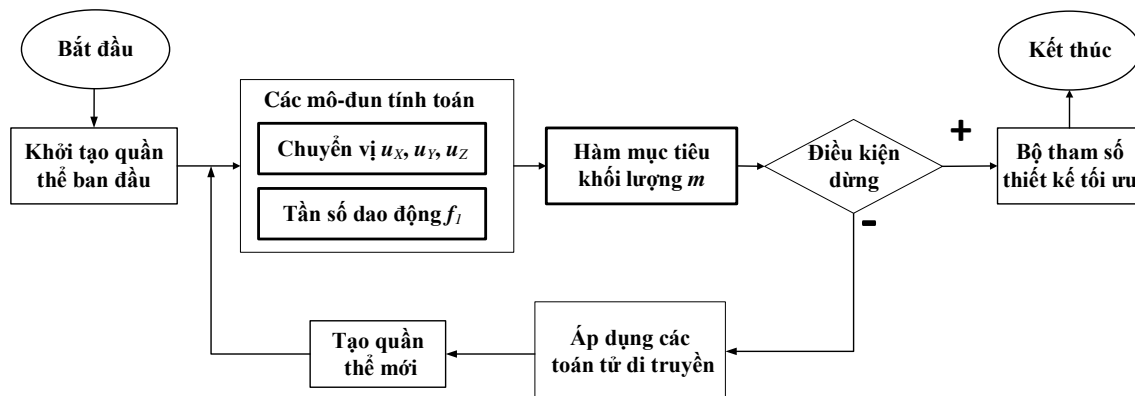 Bắt đầu
Khởi tạo quần
thể ban đầu
Các mô-đun tính toán
Chuyển vị uX, uY, uZ
Tần số dao động f1
Hàm mục tiêu
khối lượng m
Điều kiện
dừng
+
-
Bộ tham số
thiết kế tối ưu
Kết thúc
Áp dụng các
toán tử di truyền
Tạo quần
thể mới